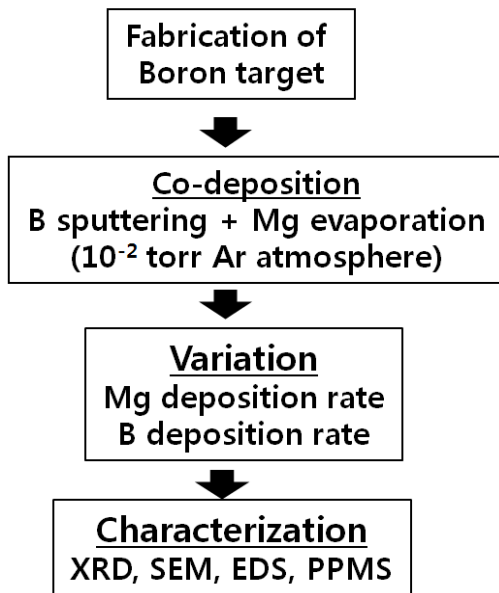 Fabrication of
Boron target
Co-deposition
B sputtering + Mg evaporation
(10⁻² torr Ar atmosphere)
Variation
Mg deposition rate
B deposition rate
Characterization
XRD, SEM, EDS, PPMS